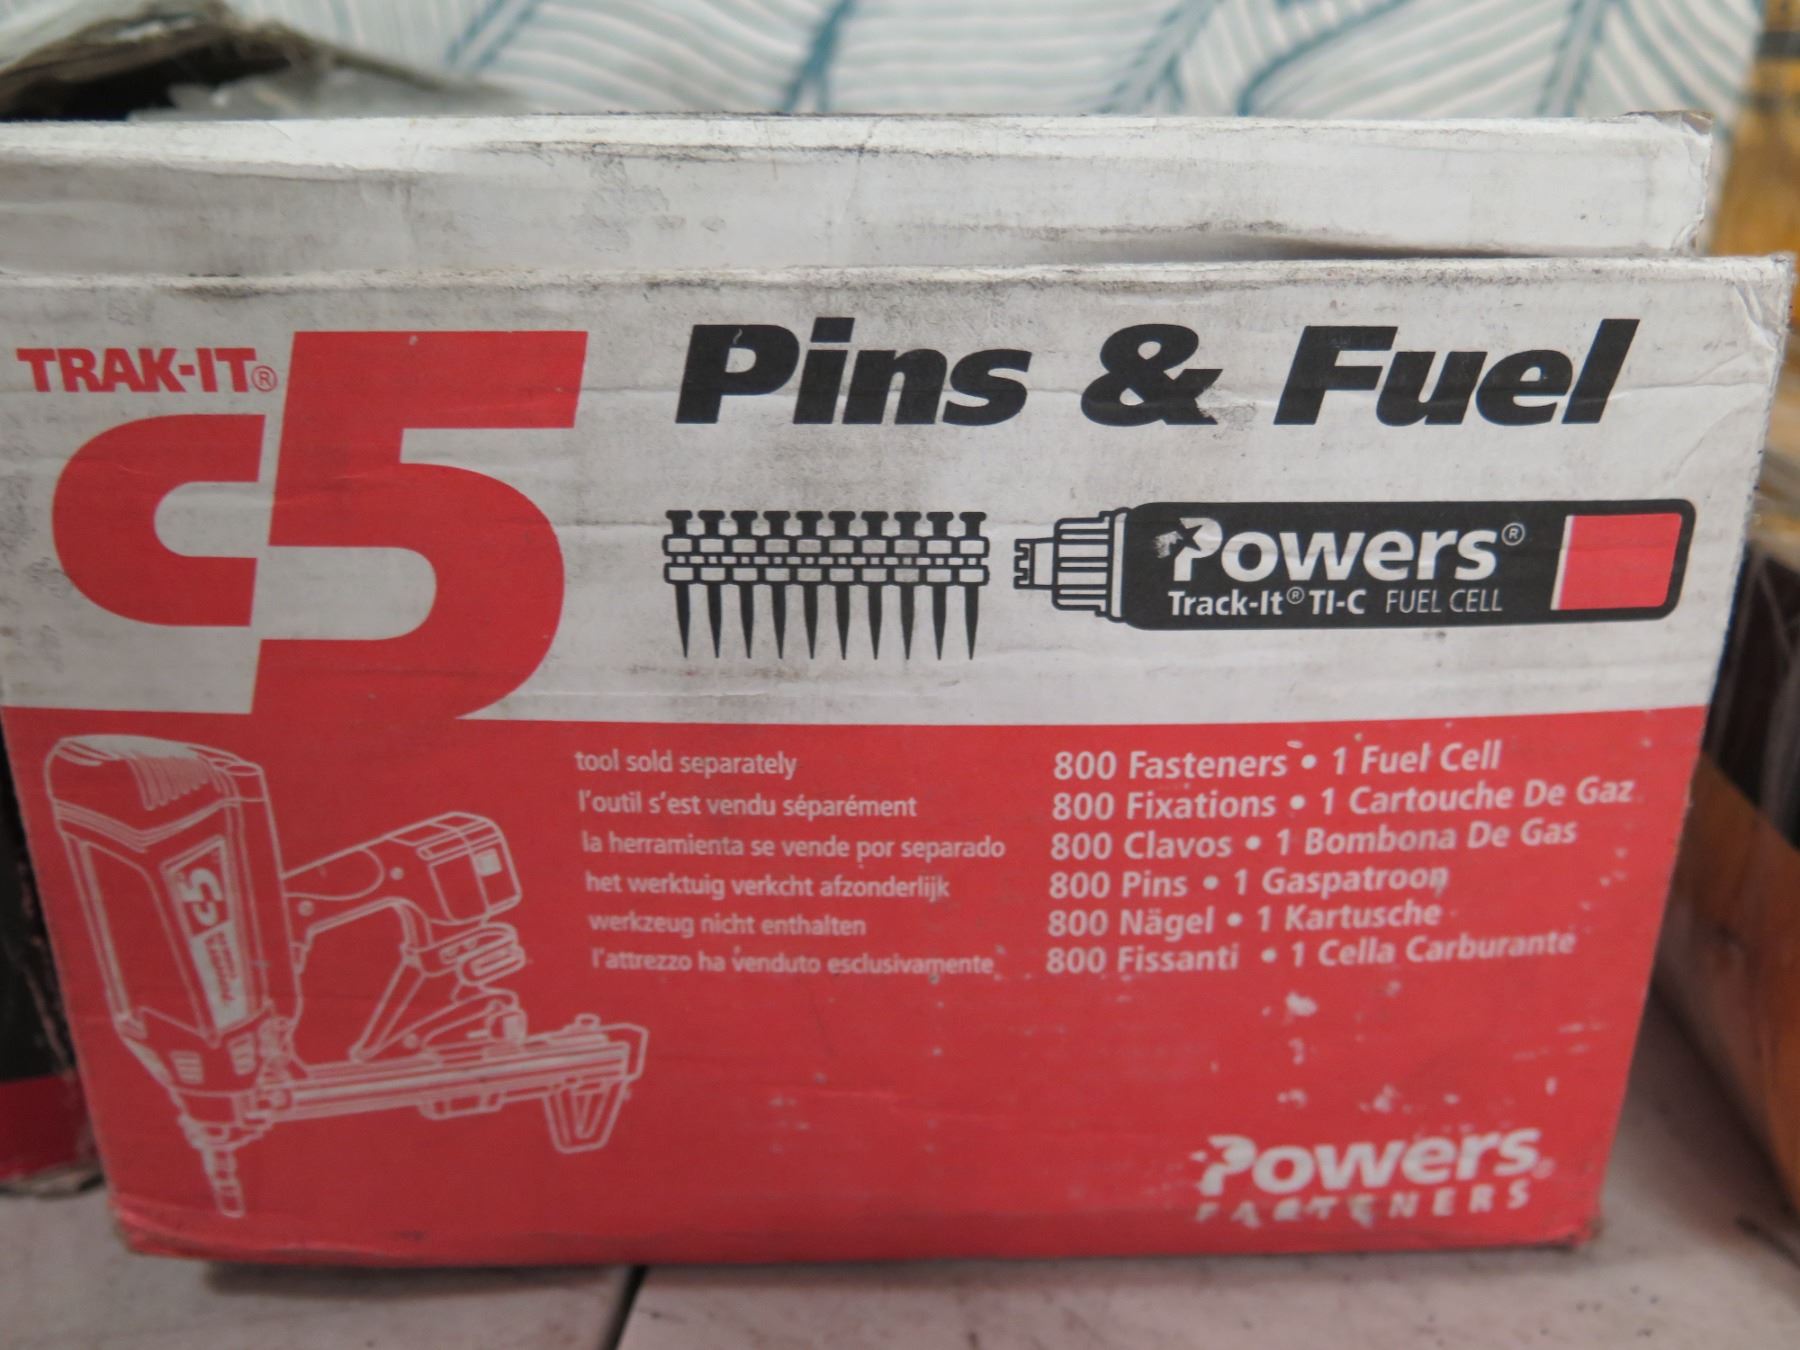 TRAK-IT®
C5
Pins & Fuel
Powers®
Track-It® TI-C FUEL CELL
tool sold separately
l'outil s'est vendu séparément
la herramienta se vende por separado
het werktuig verkcht afzonderlijk
werkzeug nicht enthalten
l'attrezzo ha venduto esclusivamente
800 Fasteners • 1 Fuel Cell
800 Fixations • 1 Cartouche De Gaz
800 Clavos • 1 Bombona De Gas
800 Pins • 1 Gaspatroon
800 Nägel • 1 Kartusche
800 Fissanti • 1 Cella Carburante
C5
Powers®
FASTENERS